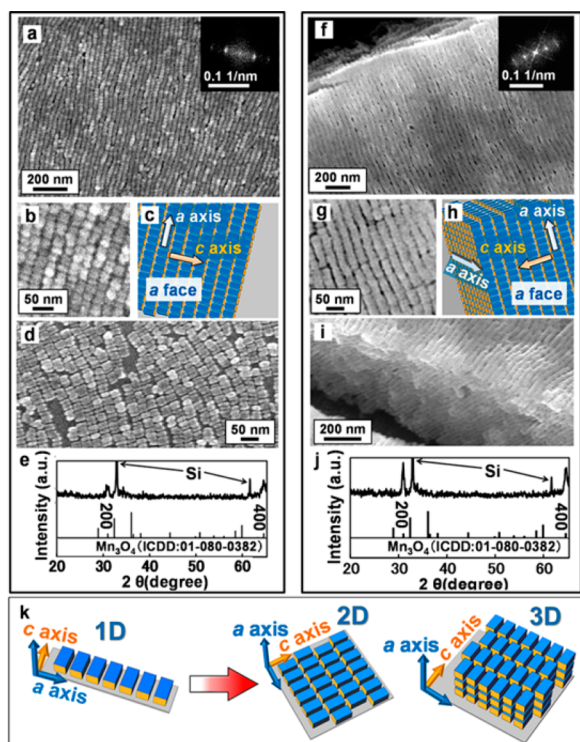 a
0.1 1/nm
200 nm
b
50 nm
c
a axis
c axis
a face
d
50 nm
e
Intensity (a.u.)
Si
200
400
Mn₃O₄(ICDD:01-080-0382)
20 30 40 50 60
2 θ(degree)
f
0.1 1/nm
200 nm
g
50 nm
h
a axis
c axis
a axis
a face
i
200 nm
j
Intensity (a.u.)
Si
200
400
Mn₃O₄(ICDD:01-080-0382)
20 30 40 50 60
2 θ(degree)
k
1D
c axis
a axis
2D
a axis
c axis
3D
a axis
c axis